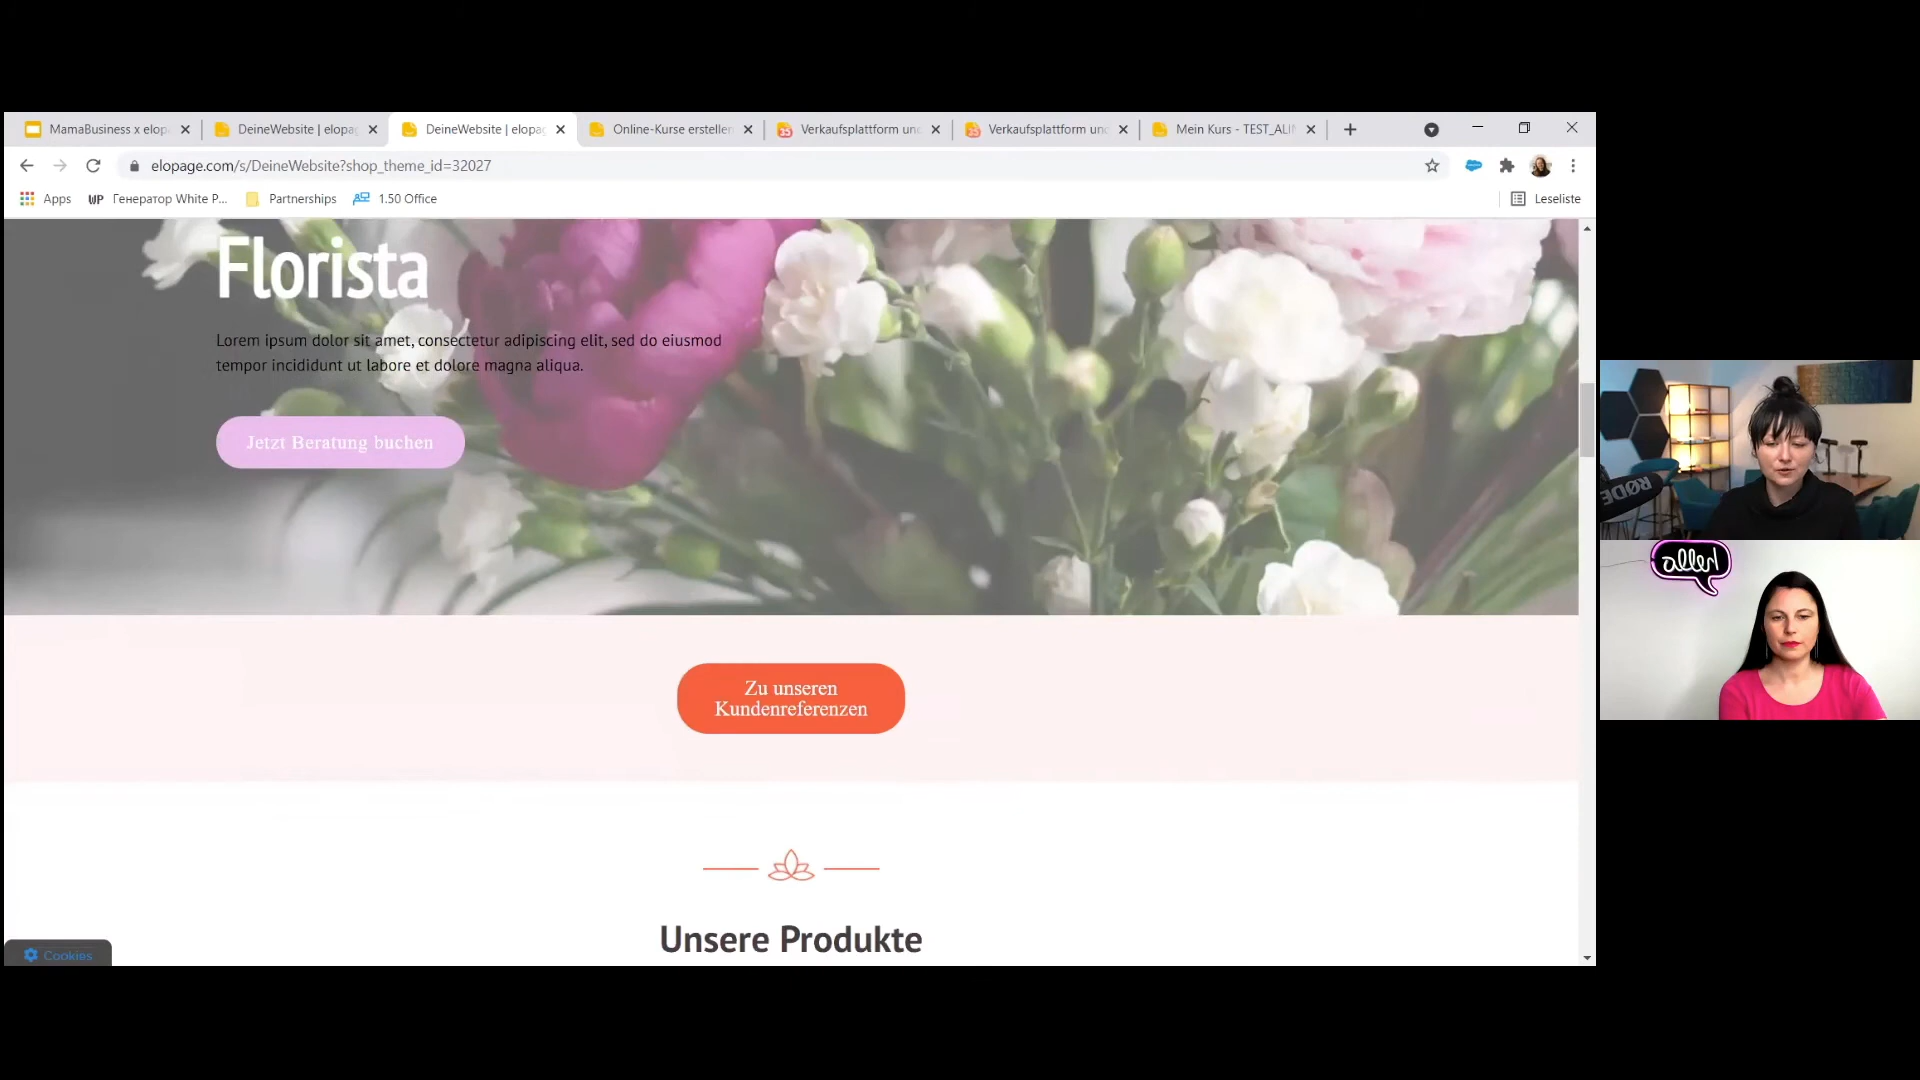 MamaBusiness x elop
DeineWebsite | elopa
DeineWebsite | elopa
Online-Kurse erstellen
Verkaufsplattform un
Verkaufsplattform un
Mein Kurs - TEST_ALI
elopage.com/s/DeineWebsite?shop_theme_id=32027
Apps
WP
Генератор White P...
Partnerships
1.50 Office
Leseliste
Florista
Lorem ipsum dolor sit amet, consectetur adipiscing elit, sed do eiusmod
tempor incididunt ut labore et dolore magna aliqua.
Jetzt Beratung buchen
Zu unseren
Kundenreferenzen
Unsere Produkte
Cookies
RØDE